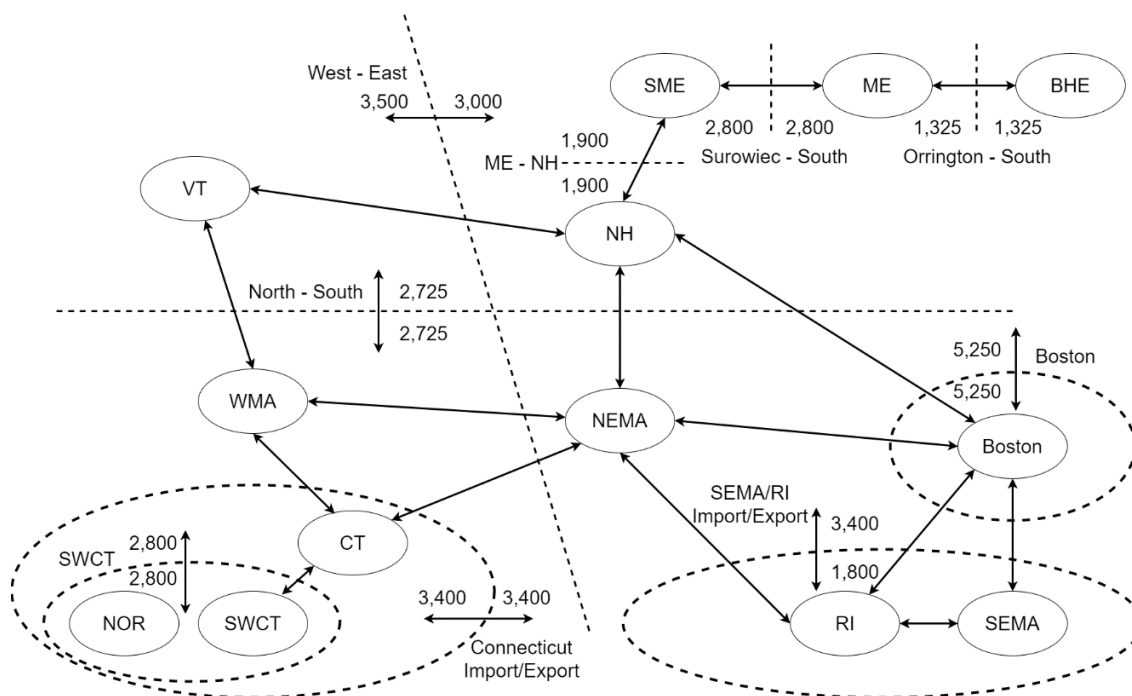 West - East
3,500 3,000
SME
ME
BHE
2,800 2,800
1,325 1,325
Surowiec - South
Orrington - South
1,900
ME - NH
1,900
VT
NH
North - South
2,725
2,725
5,250
Boston
5,250
WMA
NEMA
Boston
SEMA/RI
Import/Export
3,400
1,800
CT
2,800
SWCT
2,800
3,400 3,400
Connecticut
Import/Export
NOR
SWCT
RI
SEMA